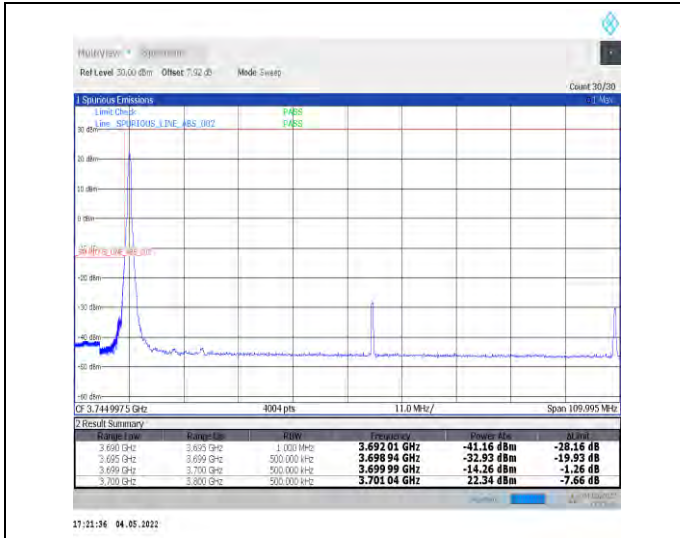 MultiView
Ref Level 30.00 dBm Offset 7.92 dB Mode Sweep
Count 30/30
1 Spurious Emissions
Limit Check PASS
Line _SPURIOUS_LINE_ABS_002 PASS
30 dBm
20 dBm
10 dBm
0 dBm
-20 dBm
-30 dBm
-40 dBm
-50 dBm
-60 dBm
CF 3.7449975 GHz 4004 pts 11.0 MHz/ Span 109.995 MHz
2 Result Summary
Range Low Range Up RBW Frequency Power Abs ΔLimit
3.690 GHz 3.695 GHz 1.000 MHz 3.692 01 GHz -41.16 dBm -28.16 dB
3.695 GHz 3.699 GHz 500.000 kHz 3.698 94 GHz -32.93 dBm -19.93 dB
3.699 GHz 3.700 GHz 500.000 kHz 3.699 99 GHz -14.26 dBm -1.26 dB
3.700 GHz 3.800 GHz 500.000 kHz 3.701 04 GHz 22.34 dBm -7.66 dB
17:21:36 04.05.2022